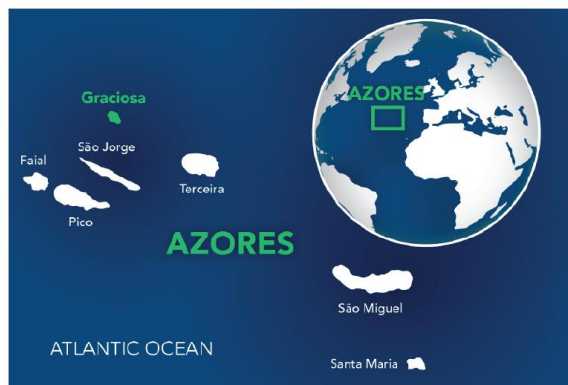 AZORES
Graciosa
São Jorge
Faial
Terceira
Pico
AZORES
São Miguel
ATLANTIC OCEAN
Santa Maria